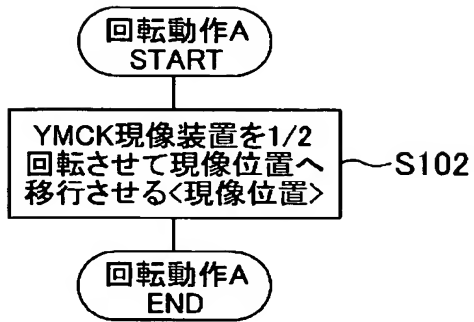 回転動作A
START
YMCK現像装置を1/2
回転させて現像位置へ
移行させる<現像位置>
S102
回転動作A
END